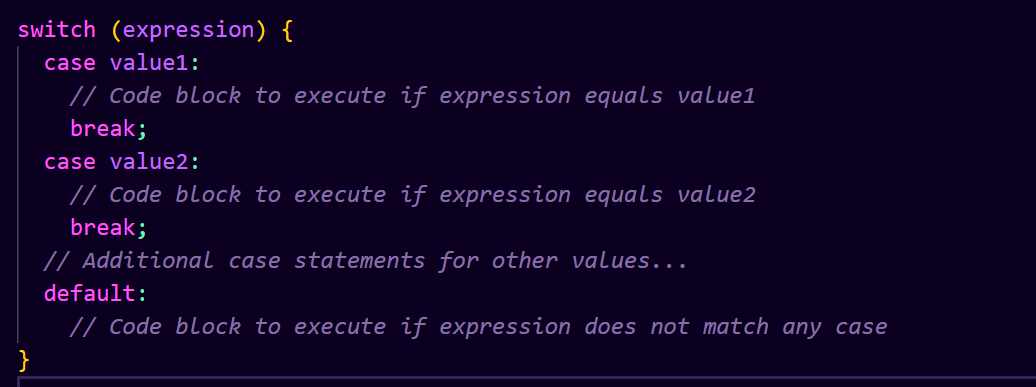 switch (expression) {
  case value1:
    // Code block to execute if expression equals value1
    break;
  case value2:
    // Code block to execute if expression equals value2
    break;
  // Additional case statements for other values...
  default:
    // Code block to execute if expression does not match any case
}